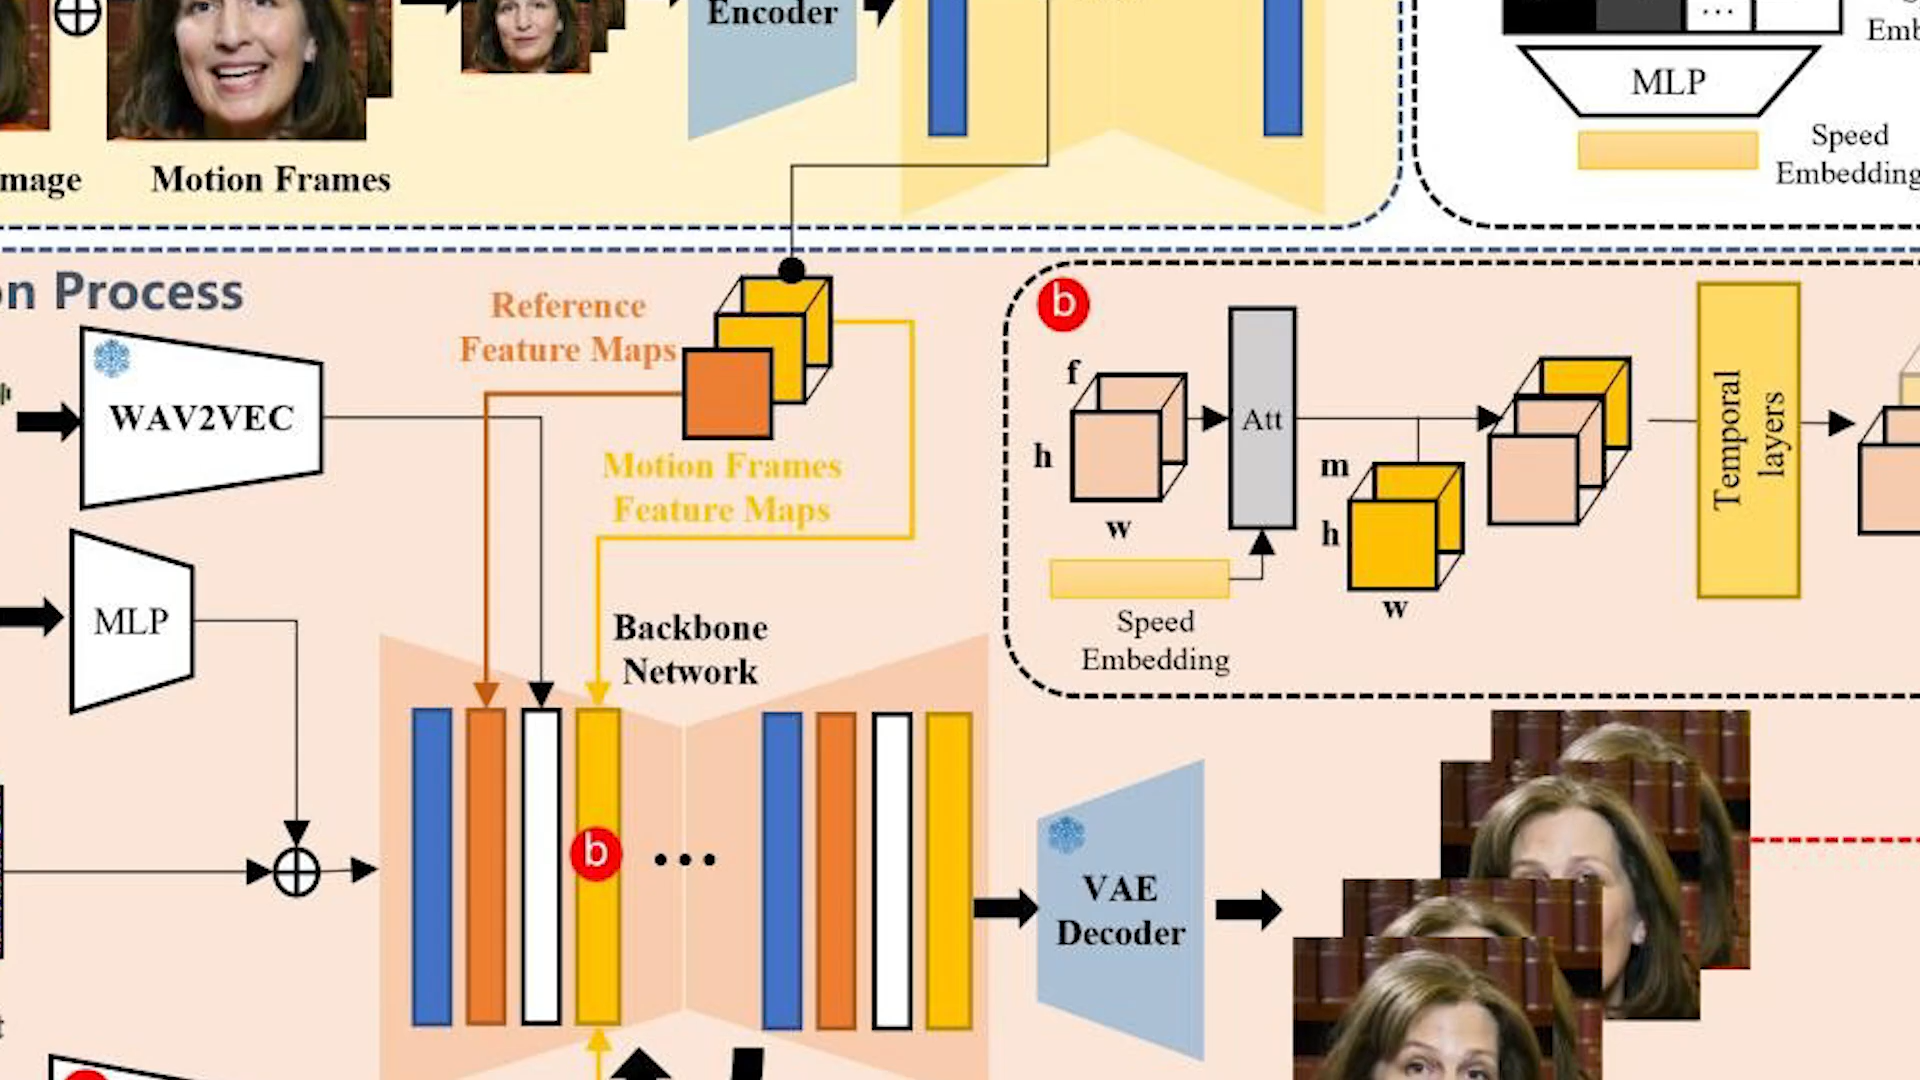 Encoder
...
Emb
MLP
Speed
Embedding
mage
Motion Frames
on Process
Reference
Feature Maps
WAV2VEC
Motion Frames
Feature Maps
MLP
Backbone
Network
b
...
VAE
Decoder
b
f
h
w
Att
m
h
w
Speed
Embedding
Temporal
layers